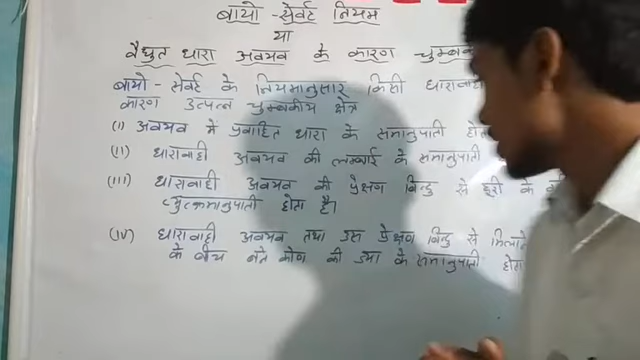 बायो - सेवर्ट नियम
या
वैधुत धारा अवयव के कारण चुम्बक
बायो - सेवर्ट के नियमानुसार किसी धारावाही
कारण उत्पन्न चुम्बकीय क्षेत्र
(i) अवयव में प्रवाहित धारा के समानुपाती होता
(ii) धारावाही अवयव की लम्बाई के समानुपाती
(iii) धारावाही अवयव की प्रेक्षण बिन्दु से दूरी के
व्युत्क्रमानुपाती होता है।
(iv) धारावाही अवयव तथा उस प्रेक्षण बिन्दु से मिलाने
के बीच बने कोण की ज्या के समानुपाती होता